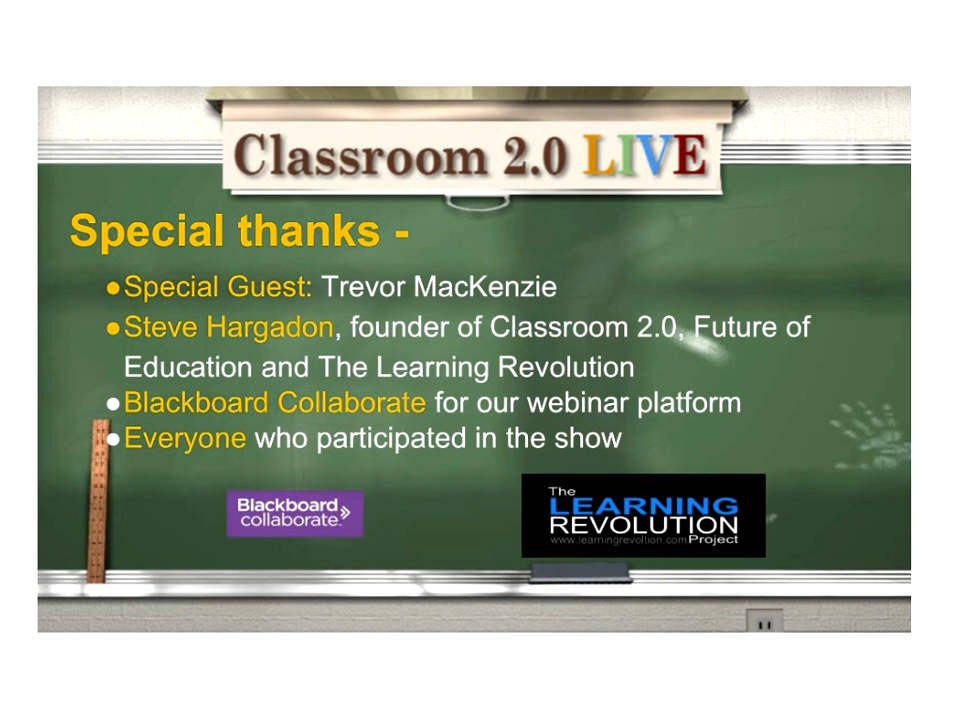 Classroom 2.0 LIVE
Special thanks -
●Special Guest: Trevor MacKenzie
●Steve Hargadon, founder of Classroom 2.0, Future of
Education and The Learning Revolution
●Blackboard Collaborate for our webinar platform
●Everyone who participated in the show
Blackboard
collaborate™
The
LEARNING
REVOLUTION
www.learningrevoltion.com Project